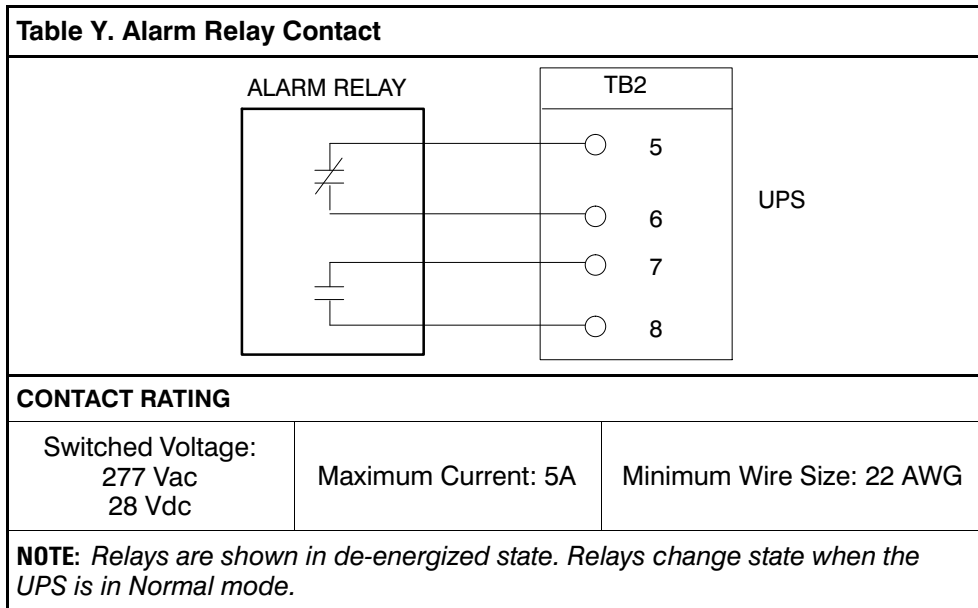 Table Y. Alarm Relay Contact
ALARM RELAY
TB2
5
6
UPS
7
8
CONTACT RATING
Switched Voltage:
277 Vac
28 Vdc
Maximum Current: 5A
Minimum Wire Size: 22 AWG
NOTE: Relays are shown in de-energized state. Relays change state when the
UPS is in Normal mode.